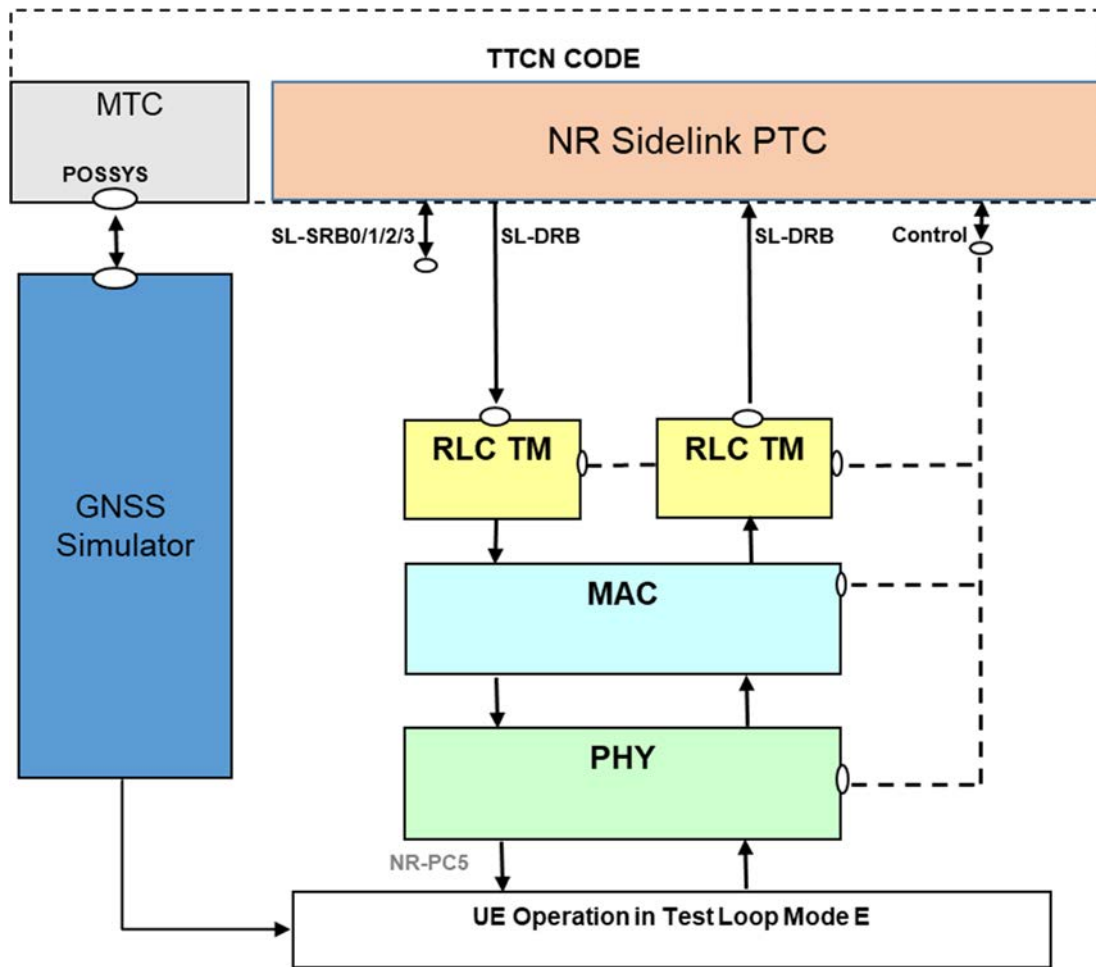 TTCN CODE
MTC
NR Sidelink PTC
POSSYS
SL-SRB0/1/2/3
SL-DRB
SL-DRB
Control
RLC TM
RLC TM
GNSS
Simulator
MAC
PHY
NR-PC5
UE Operation in Test Loop Mode E